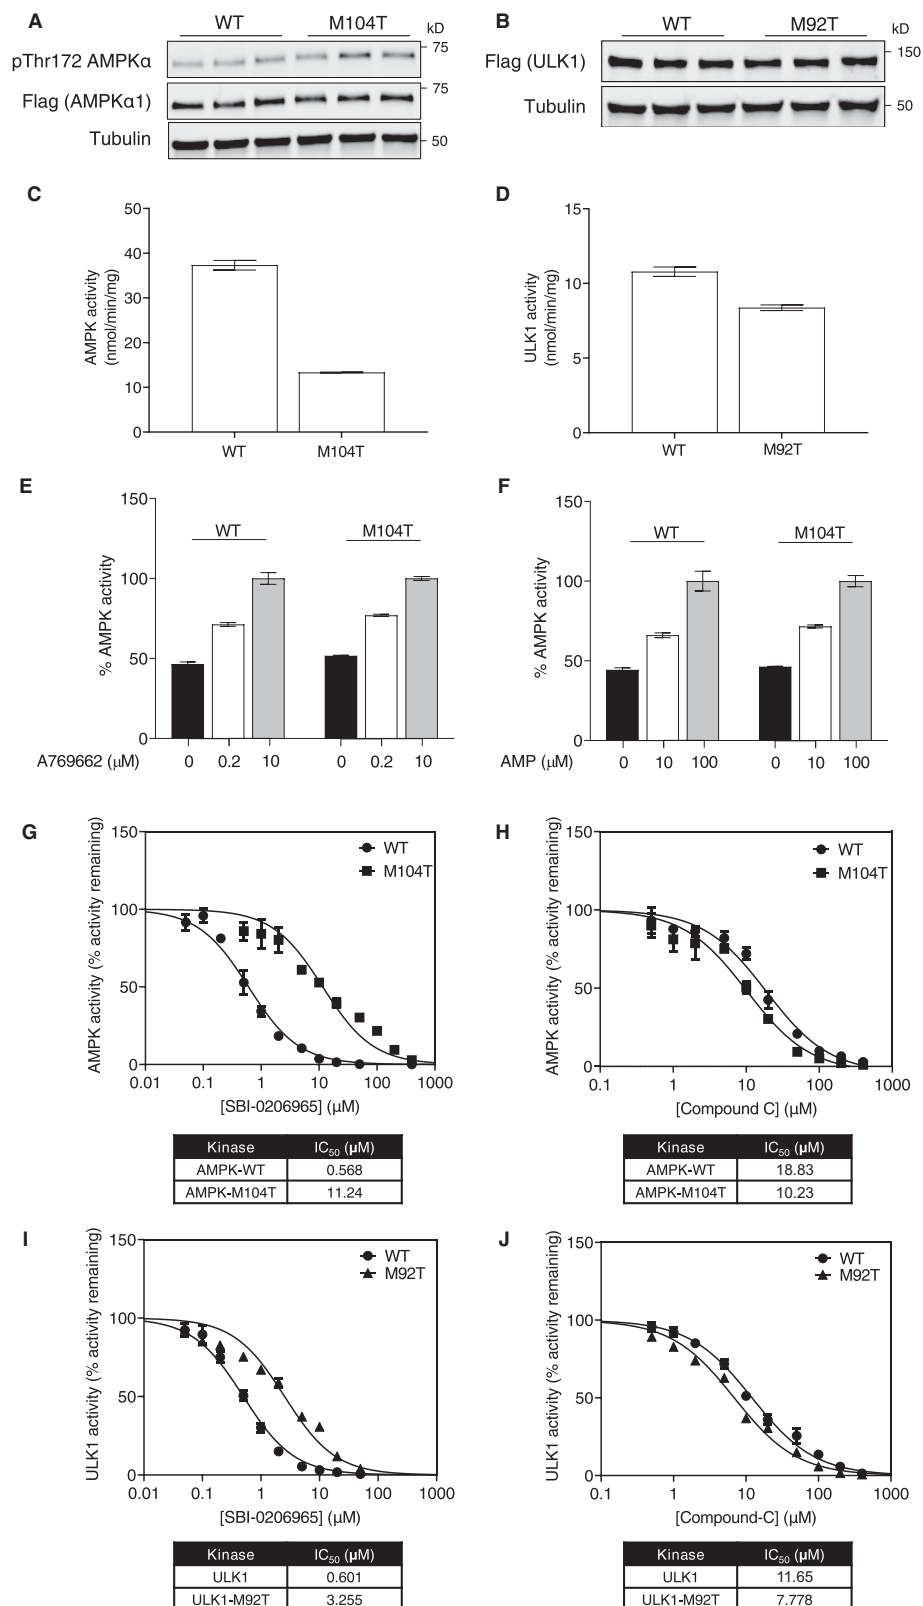 A
WT M104T
kD
pThr172 AMPKα
75
Flag (AMPKα1)
75
Tubulin
50
B
WT M92T
kD
Flag (ULK1)
150
Tubulin
50
C
AMPK activity
(nmol/min/mg)
50
40
30
20
10
0
WT M104T
D
ULK1 activity
(nmol/min/mg)
15
10
5
0
WT M92T
E
% AMPK activity
150
100
50
0
WT M104T
A769662 (μM) 0 0.2 10 0 0.2 10
F
% AMPK activity
150
100
50
0
WT M104T
AMP (μM) 0 10 100 0 10 100
G
AMPK activity (% activity remaining)
150
100
50
0
WT
M104T
0.01 0.1 1 10 100 1000
[SBI-0206965] (μM)
Kinase IC50 (μM)
AMPK-WT 0.568
AMPK-M104T 11.24
H
AMPK activity (% activity remaining)
150
100
50
0
WT
M104T
0.1 1 10 100 1000
[Compound C] (μM)
Kinase IC50 (μM)
AMPK-WT 18.83
AMPK-M104T 10.23
I
ULK1 activity (% activity remaining)
150
100
50
0
WT
M92T
0.01 0.1 1 10 100 1000
[SBI-0206965] (μM)
Kinase IC50 (μM)
ULK1 0.601
ULK1-M92T 3.255
J
ULK1 activity (% activity remaining)
150
100
50
0
WT
M92T
0.1 1 10 100 1000
[Compound-C] (μM)
Kinase IC50 (μM)
ULK1 11.65
ULK1-M92T 7.778